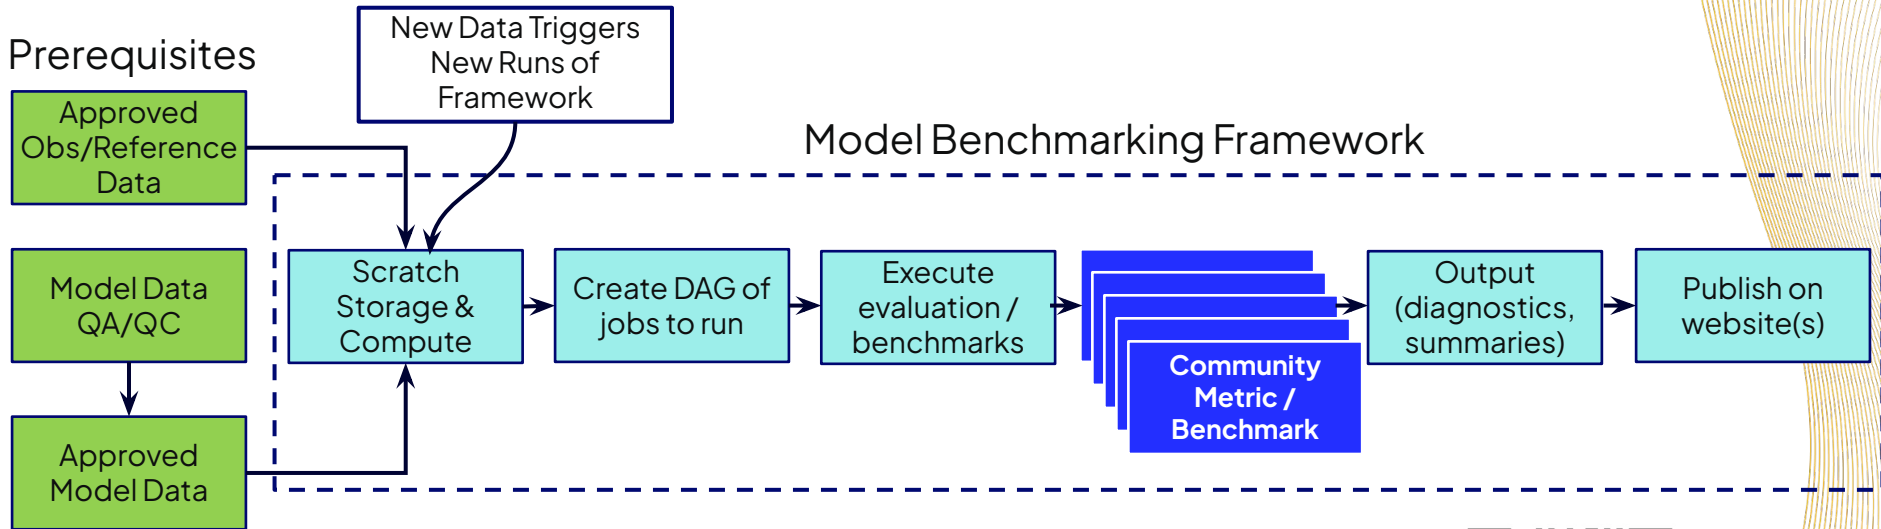 Prerequisites
New Data Triggers
New Runs of
Framework
Approved
Obs/Reference
Data
Model Benchmarking Framework
Model Data
QA/QC
Approved
Model Data
Scratch
Storage &
Compute
Create DAG of
jobs to run
Execute
evaluation /
benchmarks
Community
Metric /
Benchmark
Output
(diagnostics,
summaries)
Publish on
website(s)